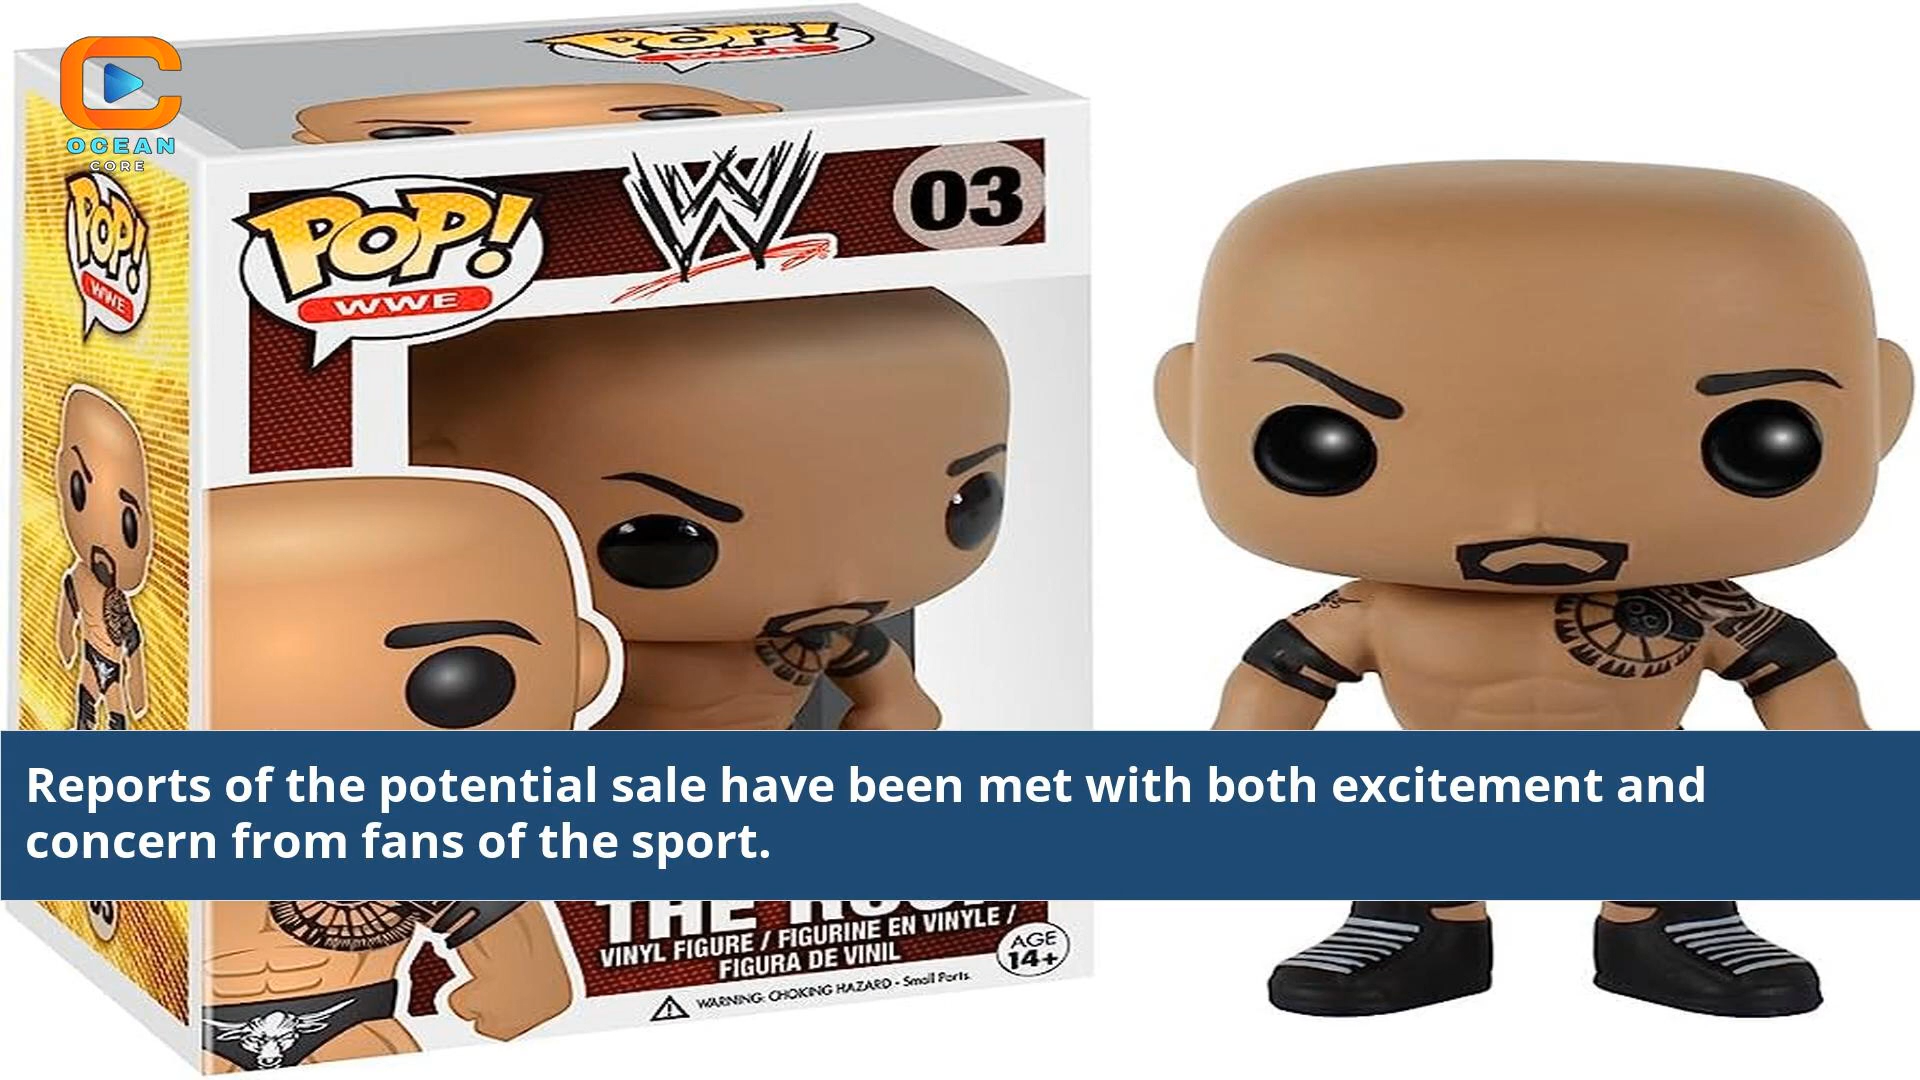 POP!
WWE
OCEAN
CORE
POP!
WWE
POP!
WWE
W
03
Reports of the potential sale have been met with both excitement and
concern from fans of the sport.
THE
VINYL FIGURE / FIGURINE EN VINYLE /
FIGURA DE VINIL
AGE
14+
WARNING: CHOKING HAZARD - Small Parts.